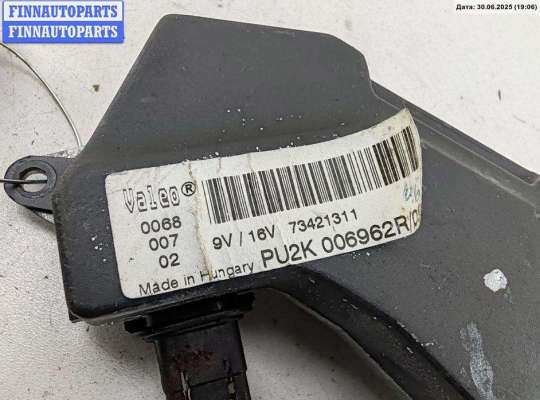 FINNAUTOPARTS
FINNAUTOPARTS
FINNAUTOPARTS
Дата: 30.06.2025 (19:06)
Valeo®
0068
007
02
9V / 16V 73421311
Made in Hungary
PU2K 006962R/